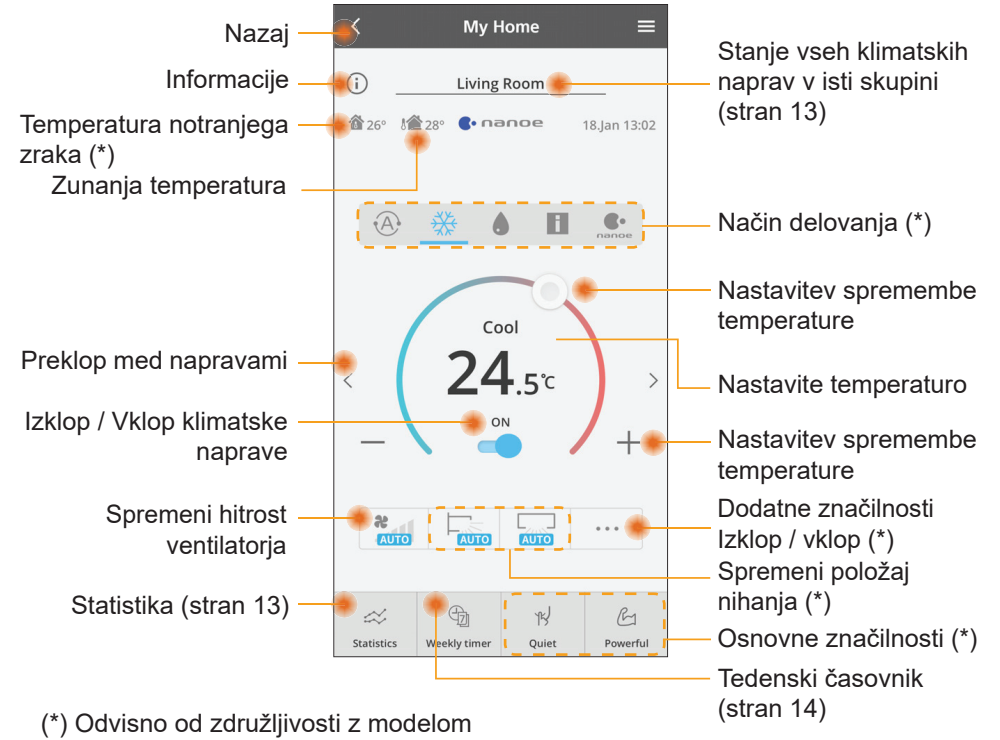 Nazaj
Informacije
Temperatura notranjega
zraka (*)
Zunanja temperatura
Preklop med napravami
Izklop / Vklop klimatske
naprave
Spremeni hitrost
ventilatorja
Statistika (stran 13)
My Home
Living Room
26°
28°
nanoe
18.Jan 13:02
A
i
nanoe
Cool
24.5°C
ON
AUTO
AUTO
AUTO
7
Statistics
Weekly timer
Quiet
Powerful
Stanje vseh klimatskih
naprav v isti skupini
(stran 13)
Način delovanja (*)
Nastavitev spremembe
temperature
Nastavite temperaturo
Nastavitev spremembe
temperature
Dodatne značilnosti
Izklop / vklop (*)
Spremeni položaj
nihanja (*)
Osnovne značilnosti (*)
Tedenski časovnik
(stran 14)
(*) Odvisno od združljivosti z modelom